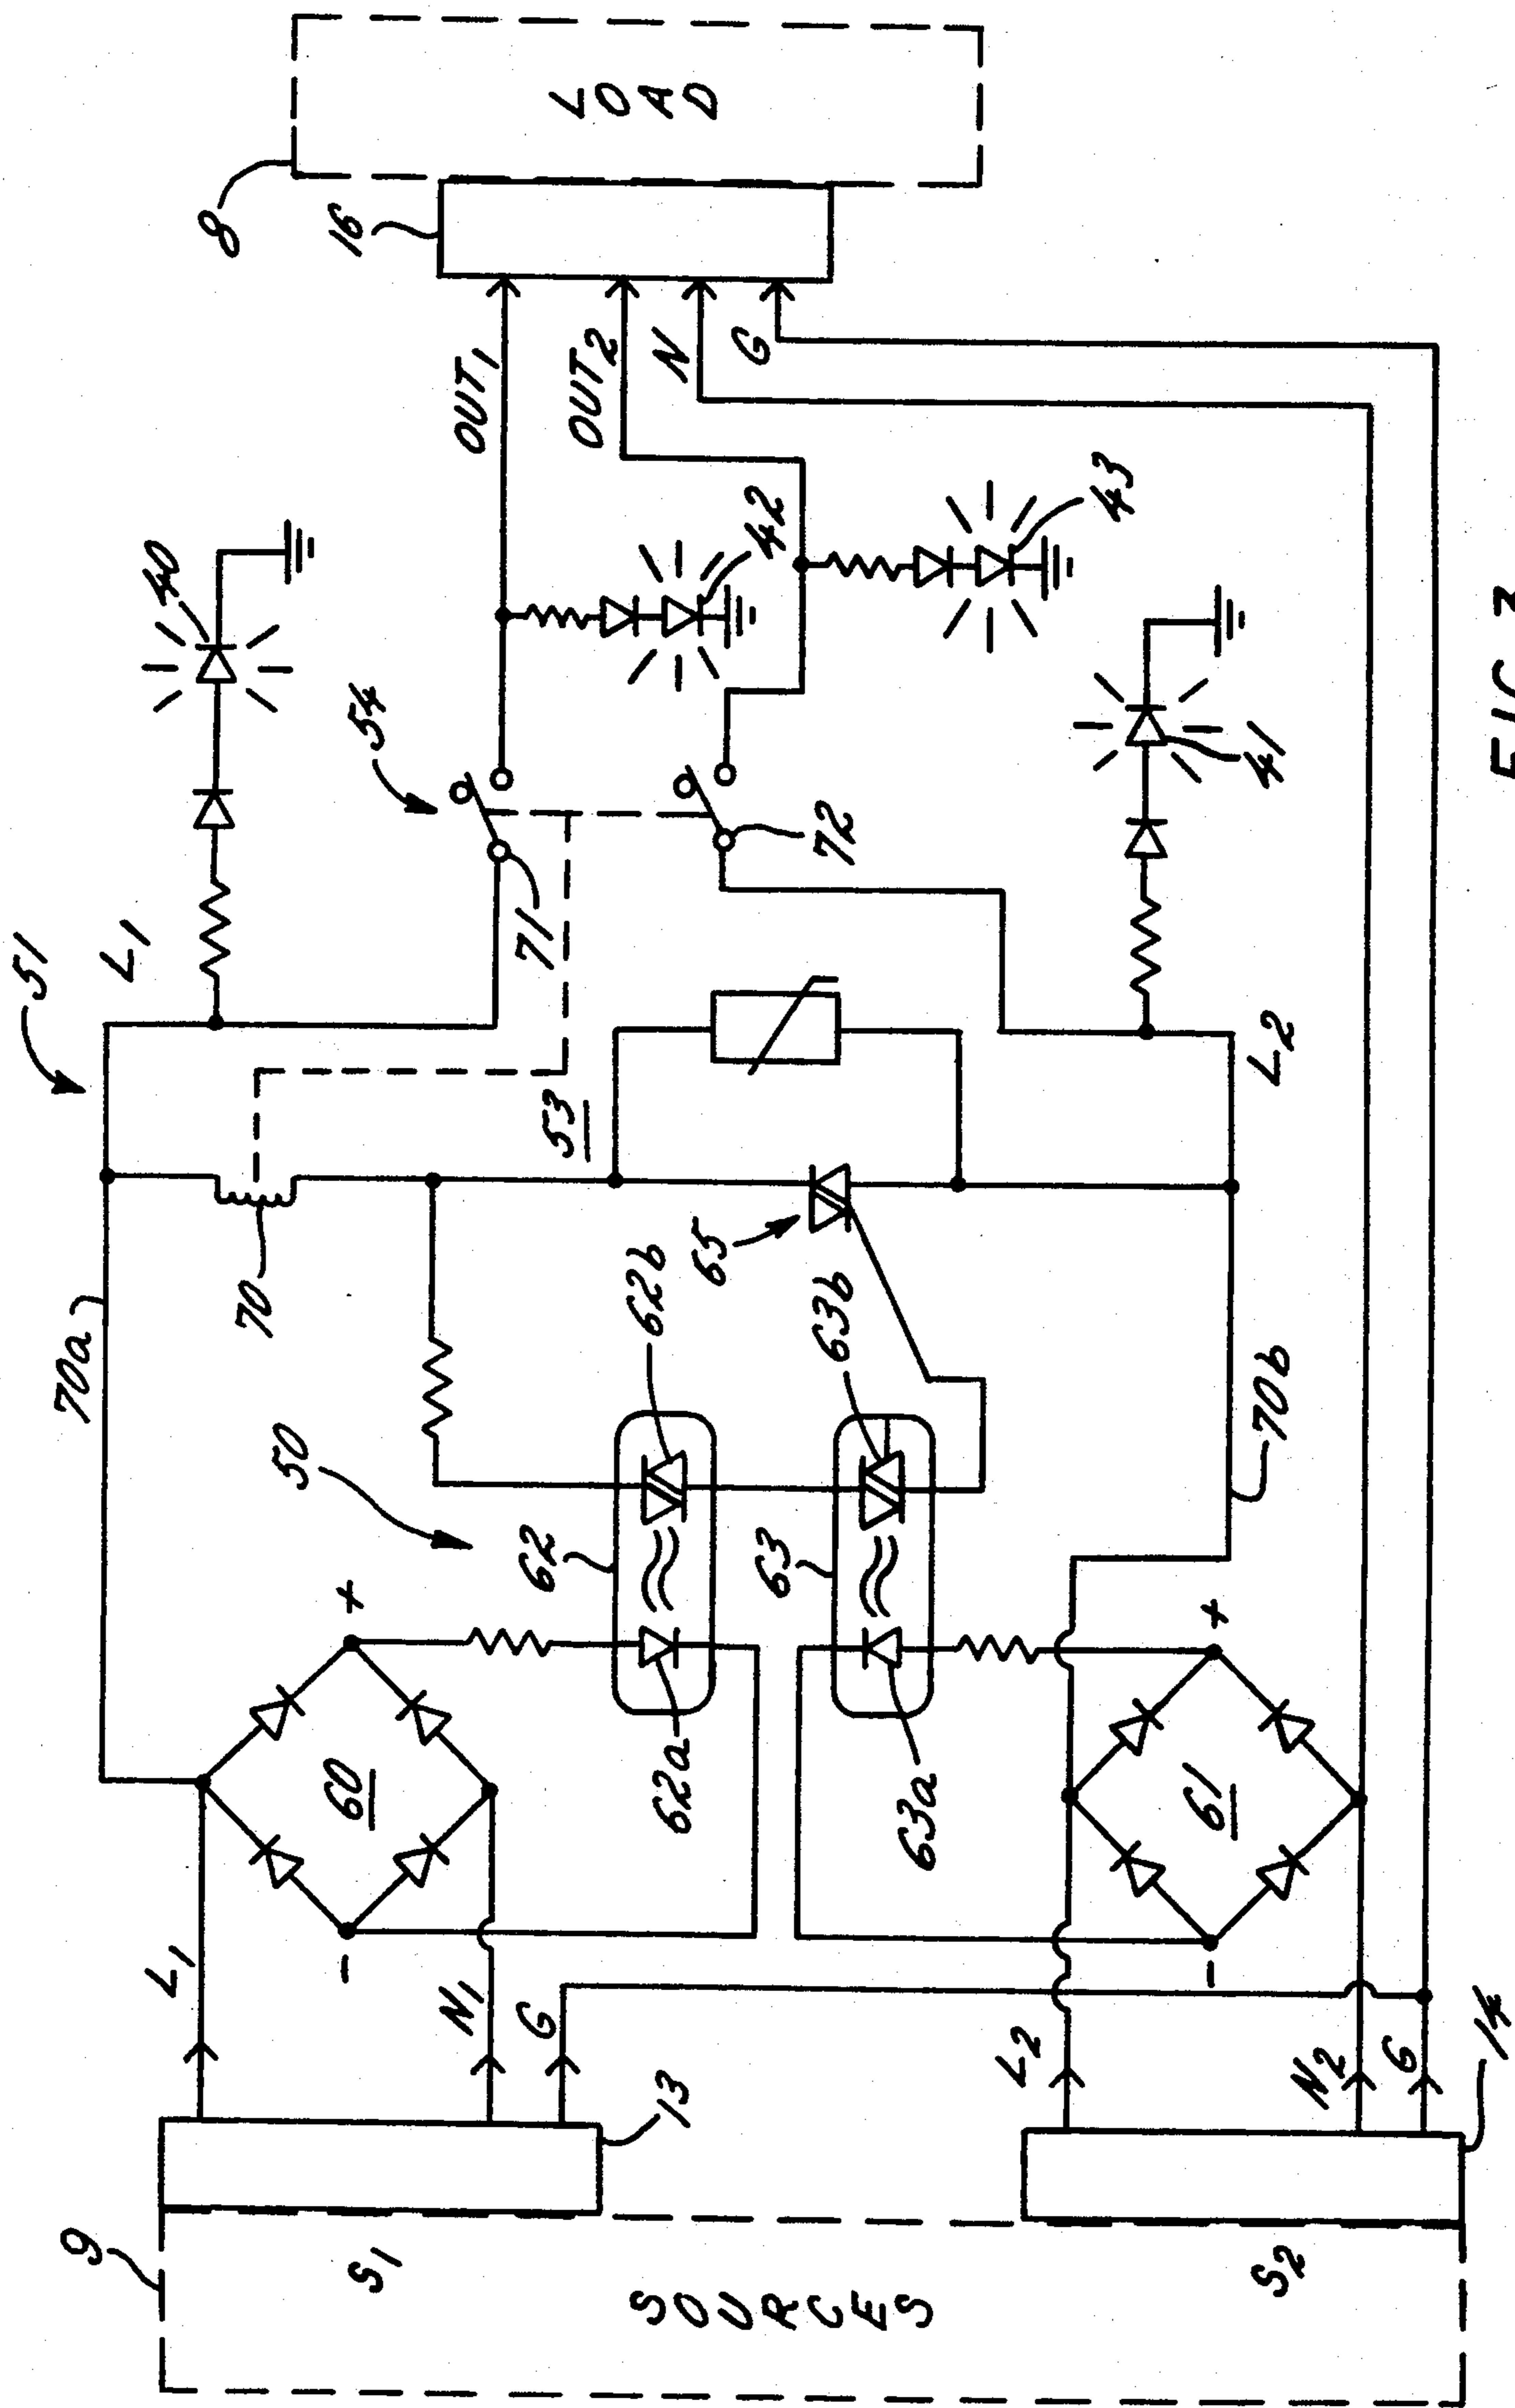 51
L1
40
54
8
16
LOAD
OUT1
OUT2
N
G
42
43
71
72
41
53
L2
70a
70
65
50
62b
63b
70b
62
63
+
+
60
62a
63a
61
-
-
L1
N1
G
L2
N2
G
13
14
9
S1
SOURCES
S2
FIG. 3